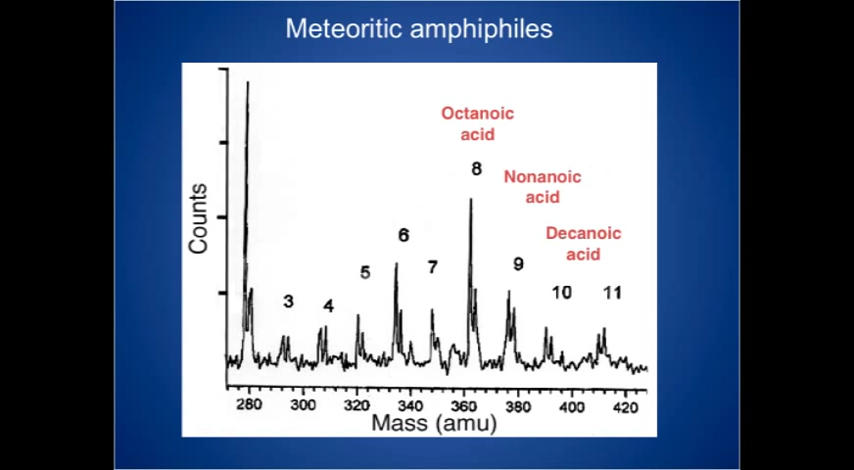 Meteoritic amphiphiles
Octanoic
acid
8
Nonanoic
acid
Decanoic
acid
6
5
7
9
3
4
10
11
Counts
280 300 320 340 360 380 400 420
Mass (amu)